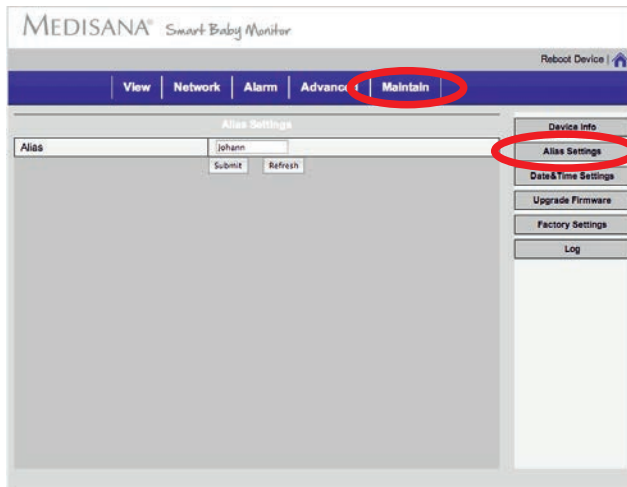 MEDISANA® Smart Baby Monitor
Reboot Device |
View | Network | Alarm | Advanced | Maintain |
Alias Settings
Alias Johann
Submit Refresh
Device Info
Alias Settings
Date&Time Settings
Upgrade Firmware
Factory Settings
Log